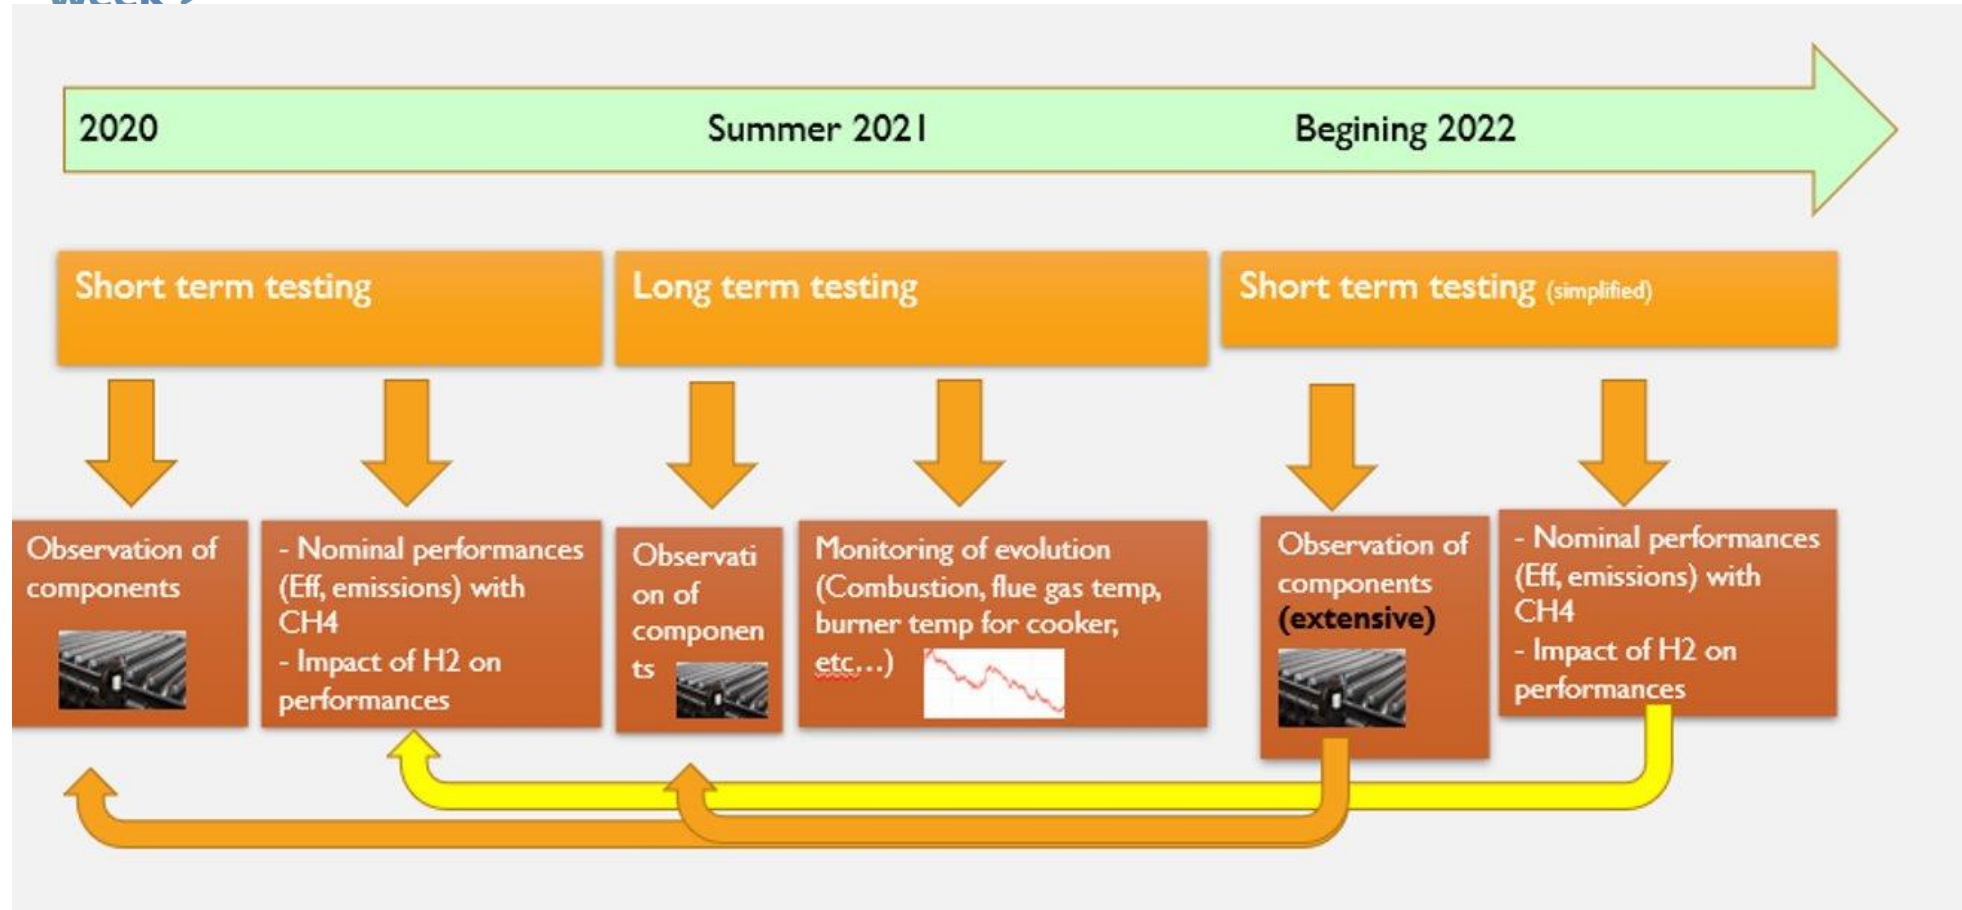 2020
Summer 2021
Begining 2022
Short term testing
Long term testing
Short term testing (simplified)
Observation of
components
- Nominal performances
(Eff, emissions) with
CH4
- Impact of H2 on
performances
Observati
on of
componen
ts
Monitoring of evolution
(Combustion, flue gas temp,
burner temp for cooker,
etc…)
Observation of
components
(extensive)
- Nominal performances
(Eff, emissions) with
CH4
- Impact of H2 on
performances